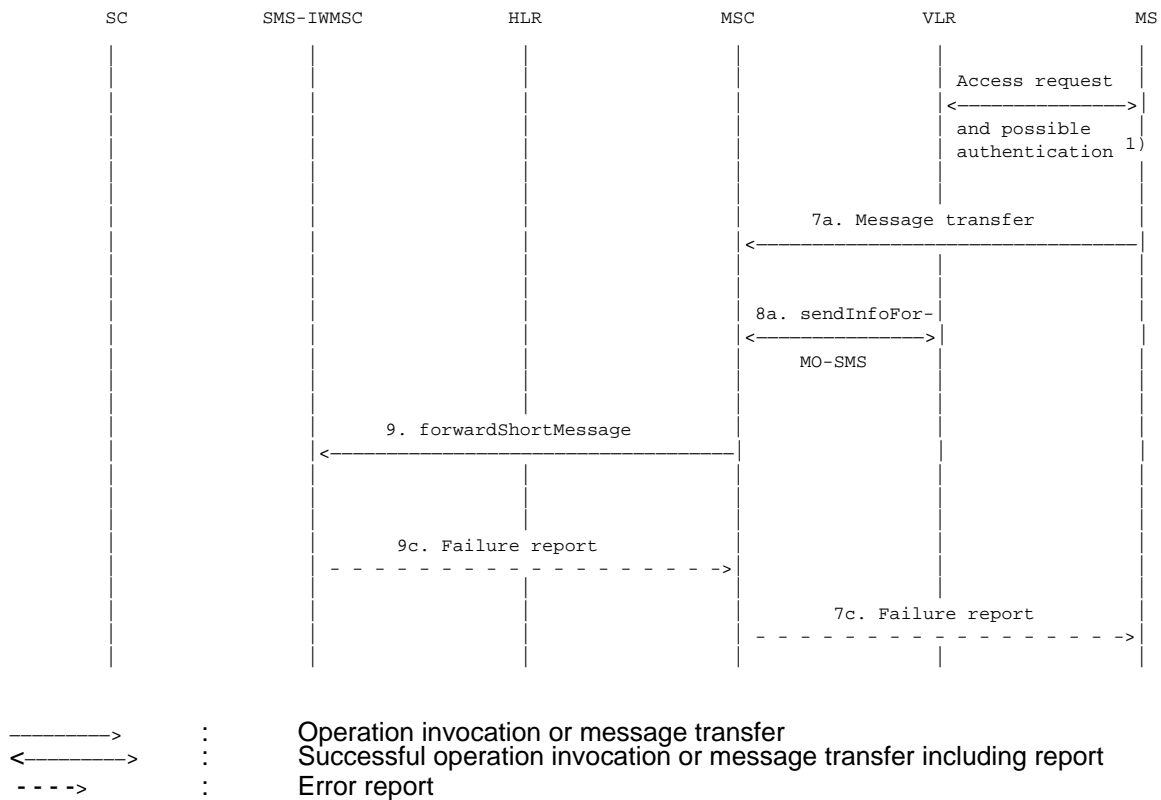 SC SMS-IWMSC HLR MSC VLR MS
Access request
<———————————————>
and possible
authentication 1)
7a. Message transfer
<——————————————————————————————————
8a. sendInfoFor-
<———————————————>
MO-SMS
9. forwardShortMessage
<————————————————————————————————————
9c. Failure report
- - - - - - - - - - - - - - - - - ->
7c. Failure report
- - - - - - - - - - - - - - - - ->
—————————> : Operation invocation or message transfer
<—————————> : Successful operation invocation or message transfer including report
- - - -> : Error report